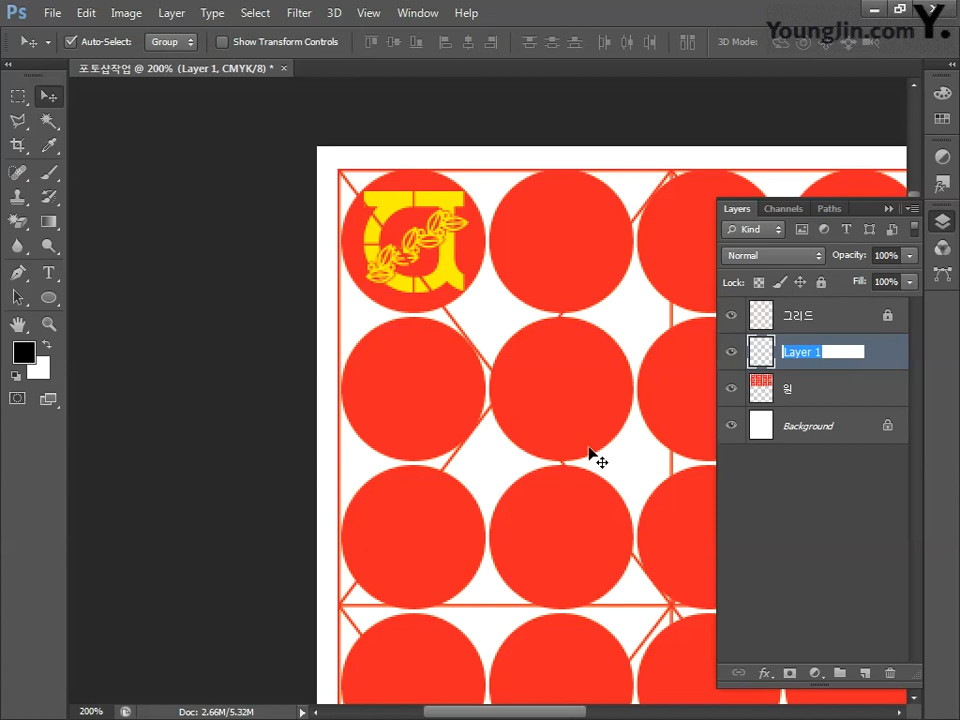 Ps File Edit Image Layer Type Select Filter 3D View Window Help
Auto-Select: Group Show Transform Controls 3D Mode:
YoungJin.com Y.
포토샵작업 @ 200% (Layer 1, CMYK/8) * ×
Layers Channels Paths
Kind
Normal Opacity: 100%
Lock: Fill: 100%
그리드
Layer 1
원
Background
fx
200% Doc: 2.66M/5.32M